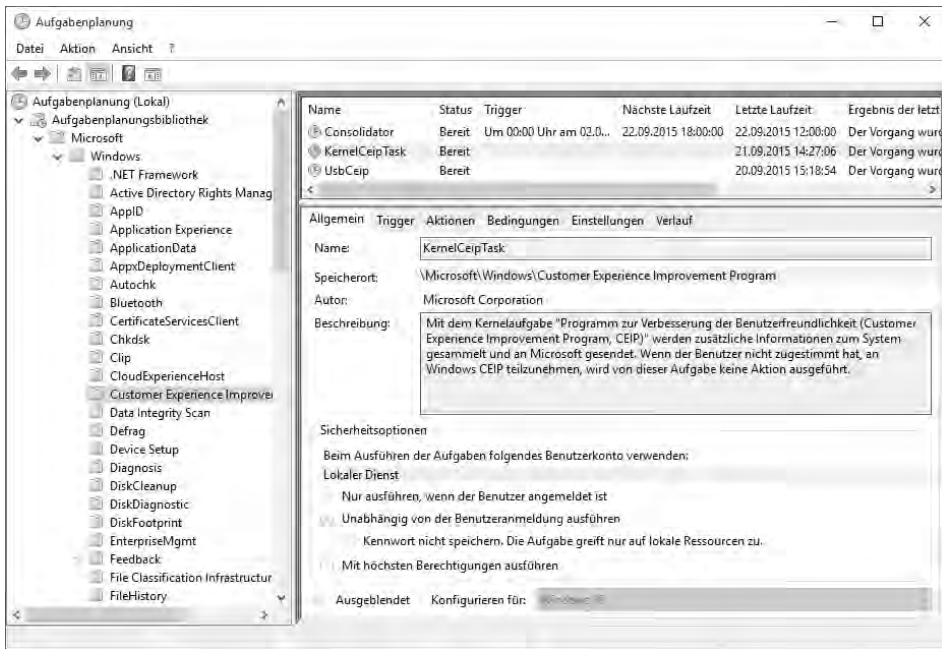 Aufgabenplanung
Datei Aktion Ansicht ?
Aufgabenplanung (Lokal)
Aufgabenplanungsbibliothek
Microsoft
Windows
.NET Framework
Active Directory Rights Manag
AppID
Application Experience
ApplicationData
AppxDeploymentClient
Autochk
Bluetooth
CertificateServicesClient
Chkdsk
Clip
CloudExperienceHost
Customer Experience Improve
Data Integrity Scan
Defrag
Device Setup
Diagnosis
DiskCleanup
DiskDiagnostic
DiskFootprint
EnterpriseMgmt
Feedback
File Classification Infrastructur
FileHistory
Name Status Trigger Nächste Laufzeit Letzte Laufzeit Ergebnis der letzt
Consolidator Bereit Um 00:00 Uhr am 02.0... 22.09.2015 18:00:00 22.09.2015 12:00:00 Der Vorgang wurd
KernelCeipTask Bereit 21.09.2015 14:27:06 Der Vorgang wurd
UsbCeip Bereit 20.09.2015 15:18:54 Der Vorgang wurd
Allgemein Trigger Aktionen Bedingungen Einstellungen Verlauf
Name: KernelCeipTask
Speicherort: \Microsoft\Windows\Customer Experience Improvement Program
Autor: Microsoft Corporation
Beschreibung: Mit dem Kernelaufgabe "Programm zur Verbesserung der Benutzerfreundlichkeit (Customer
Experience Improvement Program, CEIP)" werden zusätzliche Informationen zum System
gesammelt und an Microsoft gesendet. Wenn der Benutzer nicht zugestimmt hat, an
Windows CEIP teilzunehmen, wird von dieser Aufgabe keine Aktion ausgeführt.
Sicherheitsoptionen
Beim Ausführen der Aufgaben folgendes Benutzerkonto verwenden:
Lokaler Dienst
Nur ausführen, wenn der Benutzer angemeldet ist
Unabhängig von der Benutzeranmeldung ausführen
Kennwort nicht speichern. Die Aufgabe greift nur auf lokale Ressourcen zu.
Mit höchsten Berechtigungen ausführen
Ausgeblendet Konfigurieren für: